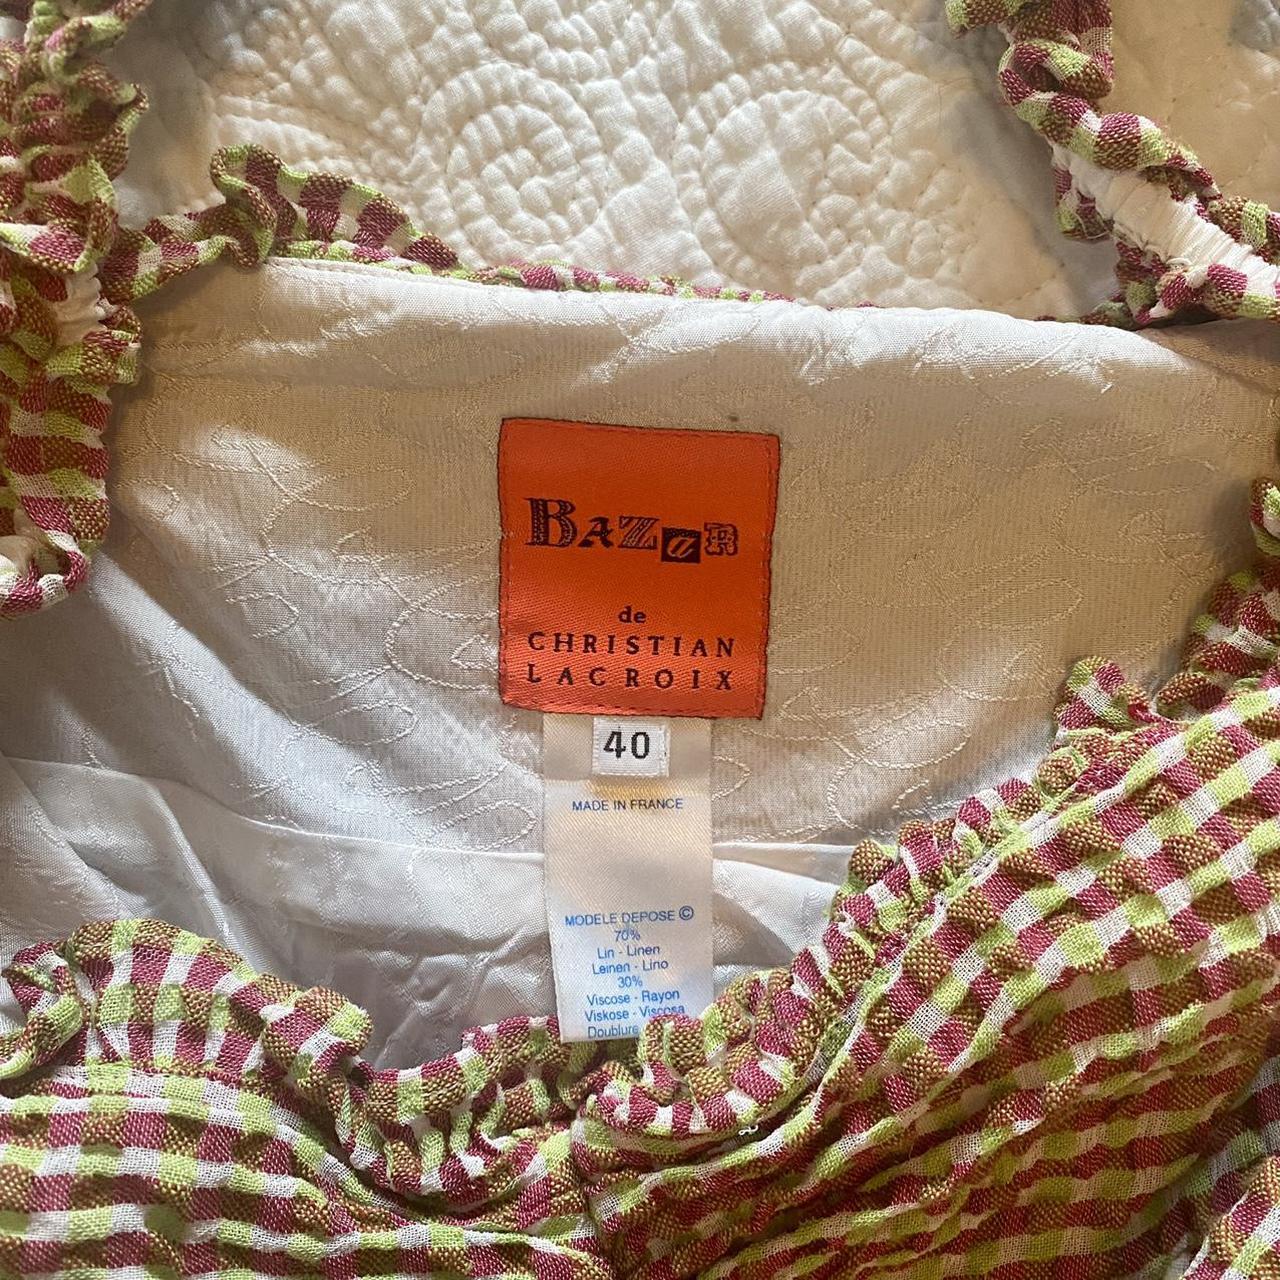 BAZaR
de
CHRISTIAN
LACROIX
40
MADE IN FRANCE
MODELE DEPOSE ©
70%
Lin - Linen
Leinen - Lino
30%
Viscose - Rayon
Viskose - Viscosa
Doublure